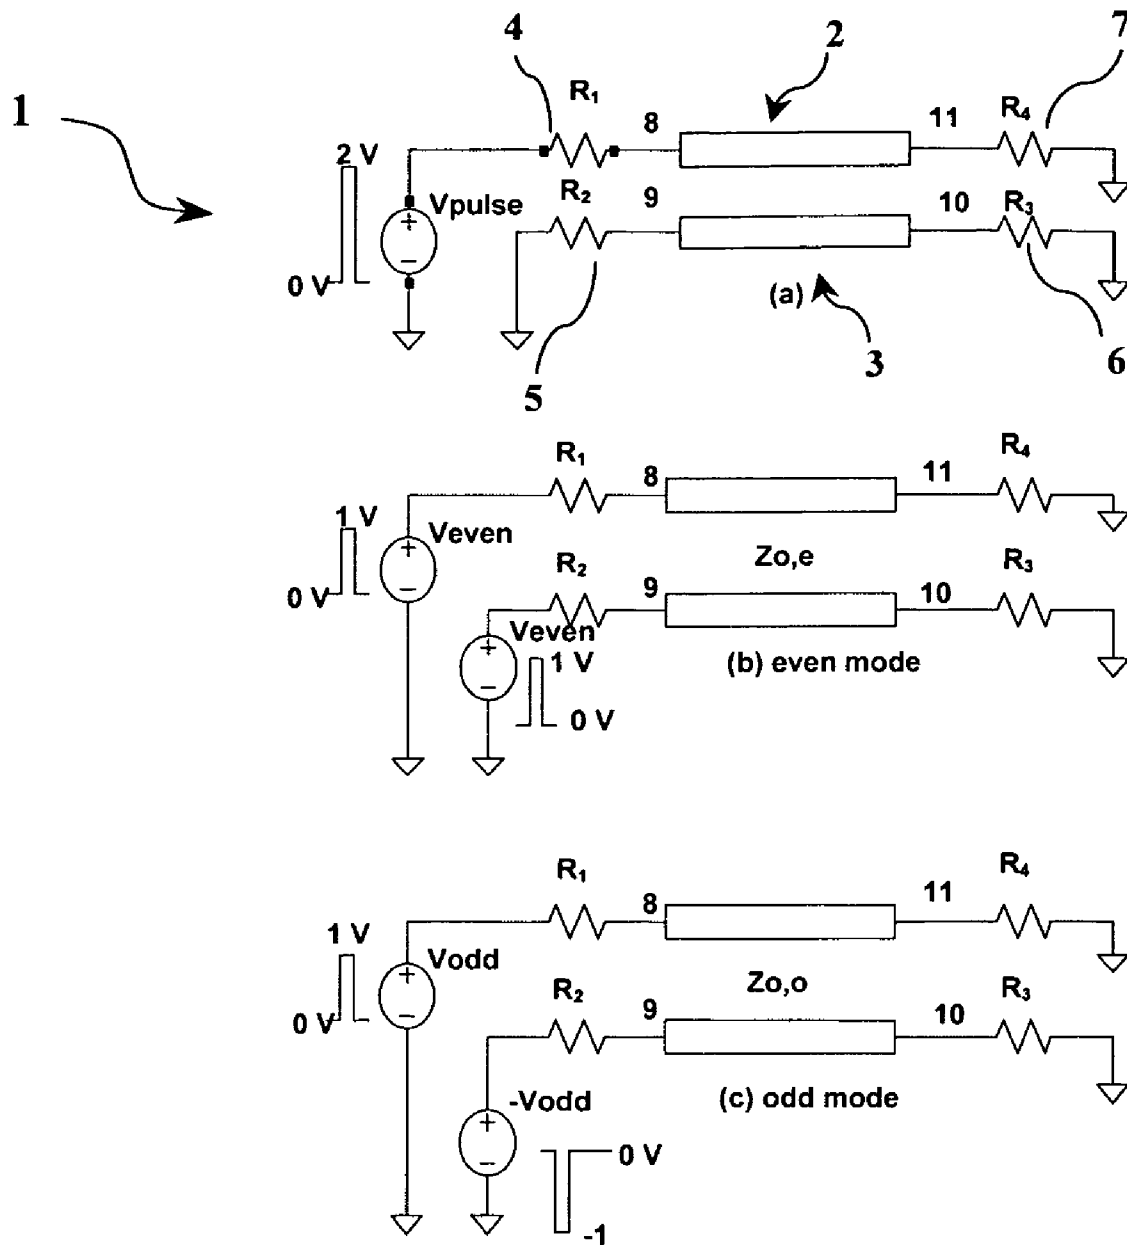 4
2
7
1
R1
8
11
R4
2 V
Vpulse
R2
9
10
R3
0 V
(a)
5
3
6
R1
8
11
R4
1 V
Veven
Zo,e
0 V
R2
9
10
R3
Veven
1 V
(b) even mode
0 V
R1
8
11
R4
1 V
Vodd
Zo,o
0 V
R2
9
10
R3
-Vodd
(c) odd mode
0 V
-1